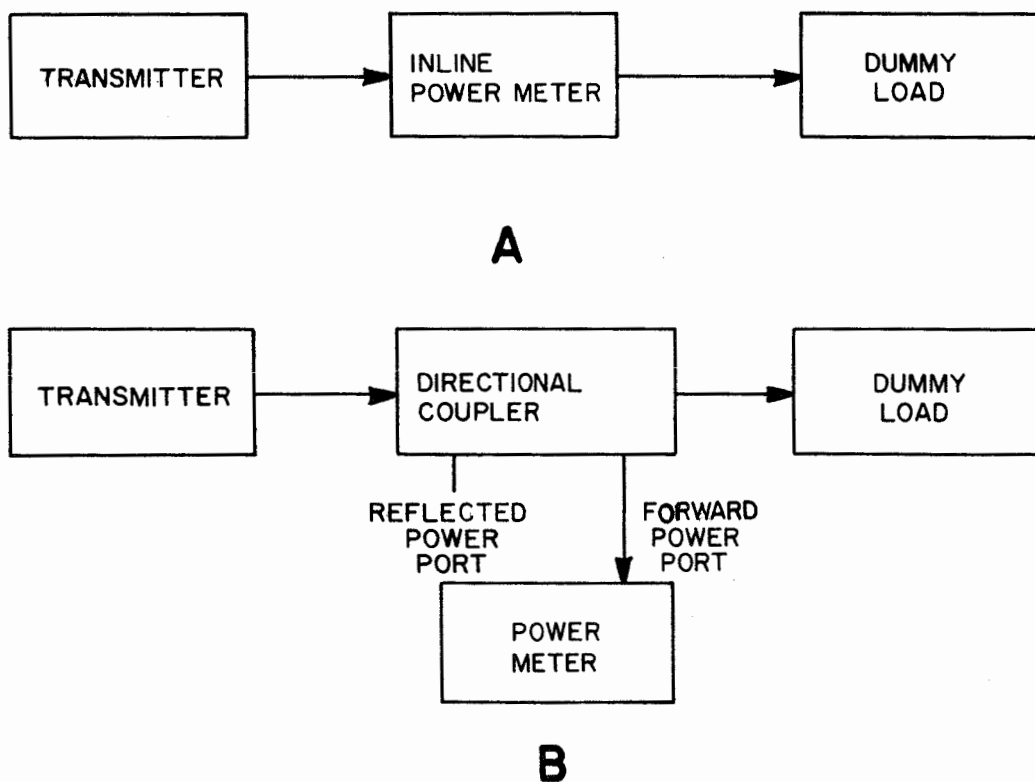 TRANSMITTER
INLINE
POWER METER
DUMMY
LOAD
A
TRANSMITTER
DIRECTIONAL
COUPLER
DUMMY
LOAD
REFLECTED
POWER
PORT
FORWARD
POWER
PORT
POWER
METER
B